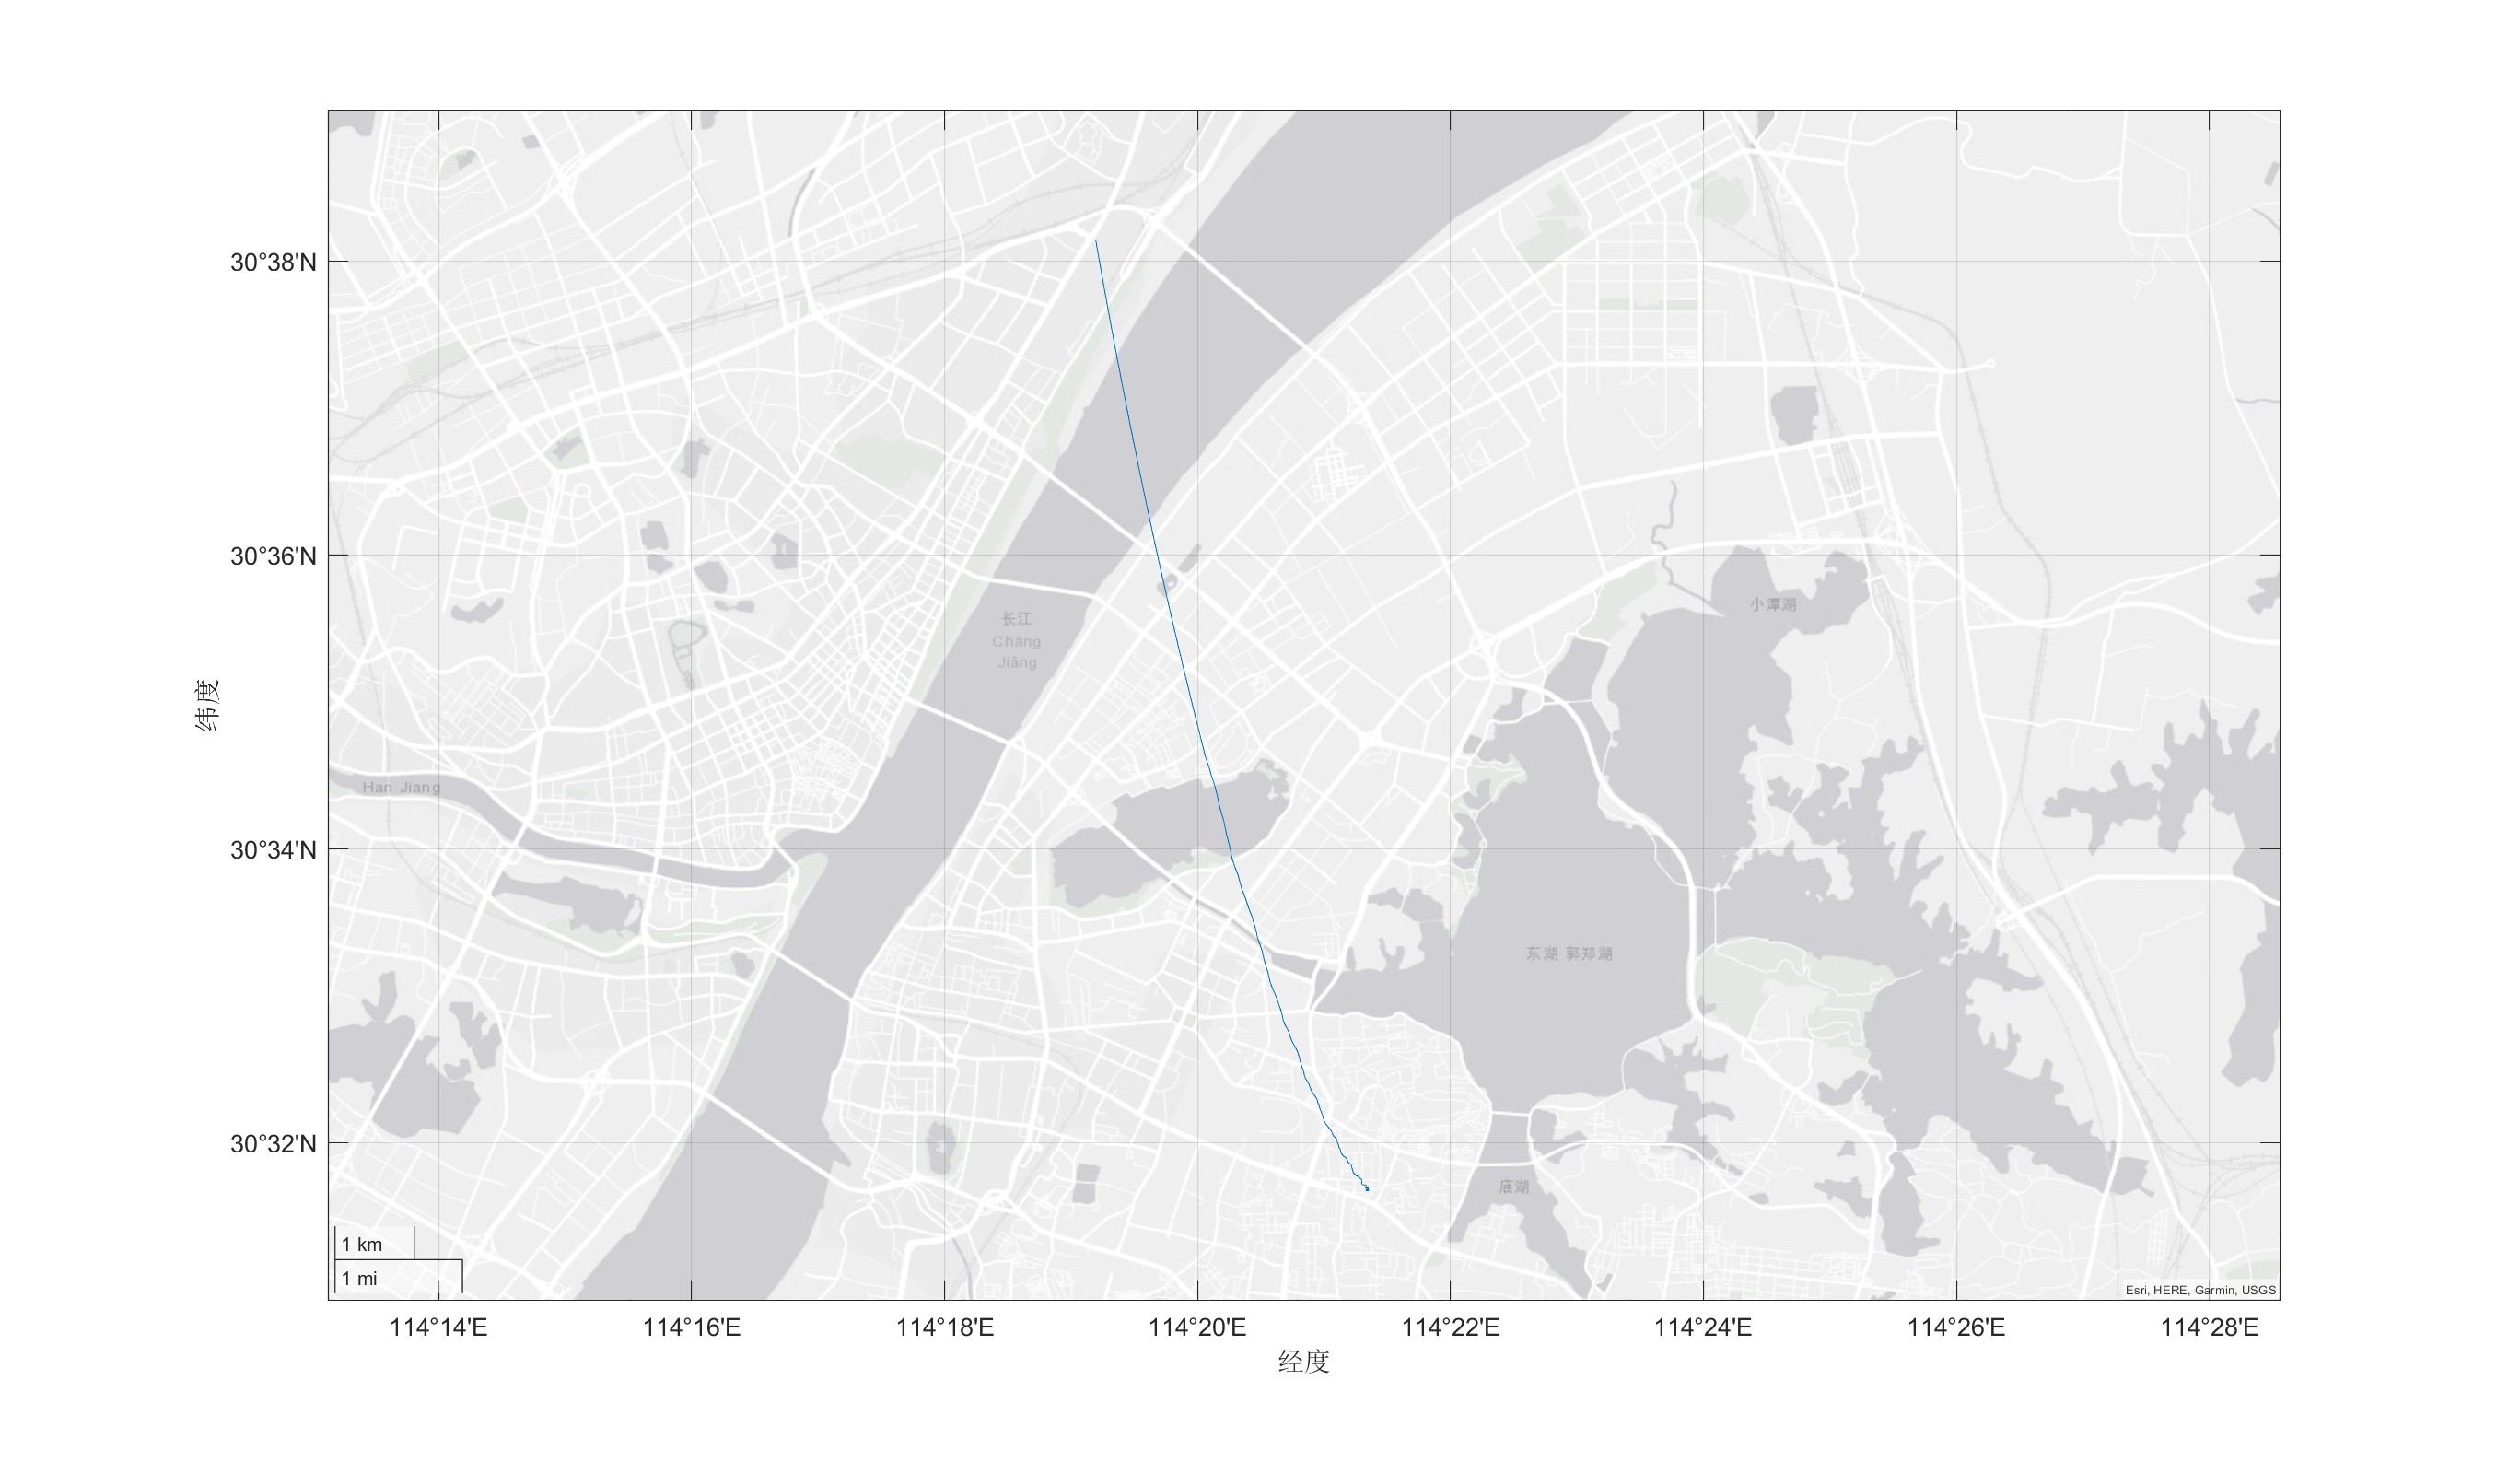 30°38'N
30°36'N
30°34'N
30°32'N
纬度
长江
Cháng
Jiāng
小潭湖
Han Jiang
东湖 郭郑湖
庙湖
1 km
1 mi
Esri, HERE, Garmin, USGS
114°14'E 114°16'E 114°18'E 114°20'E 114°22'E 114°24'E 114°26'E 114°28'E
经度